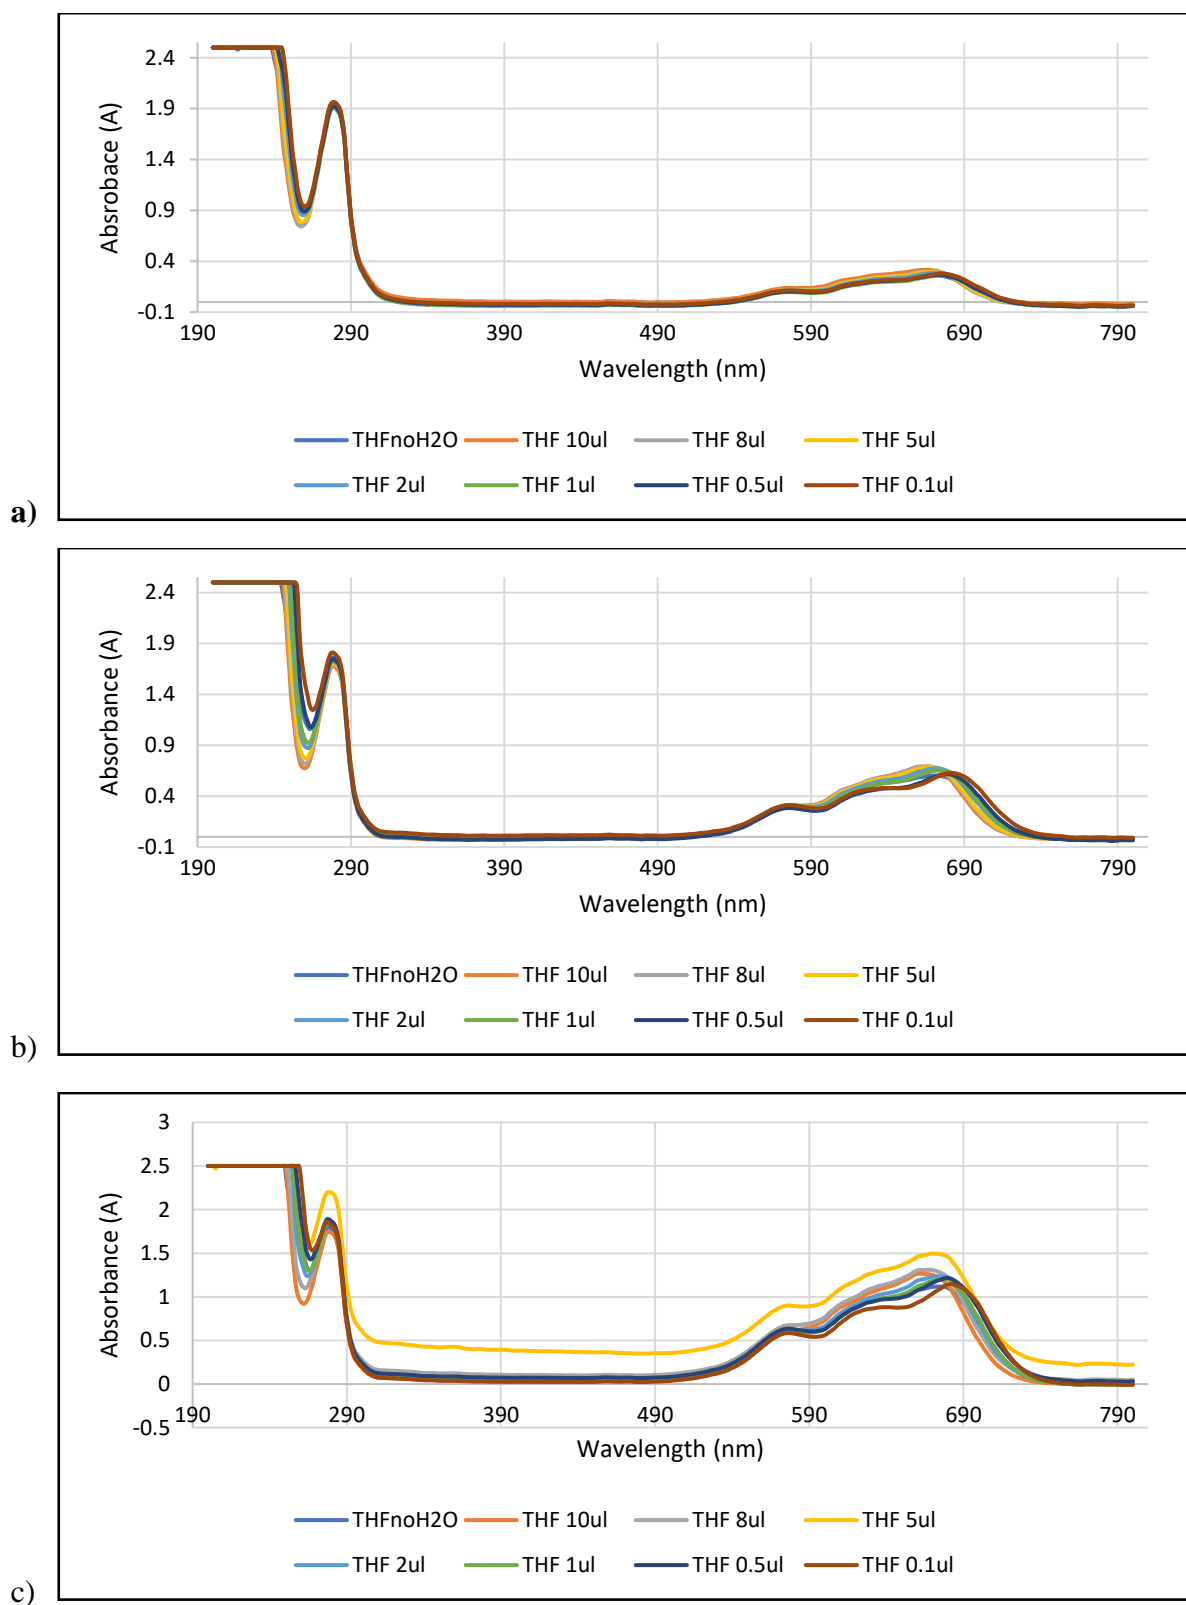 2.4
1.9
1.4
0.9
0.4
-0.1
Absrobace (A)
190 290 390 490 590 690 790
Wavelength (nm)
THFnoH2O THF 10ul THF 8ul THF 5ul
THF 2ul THF 1ul THF 0.5ul THF 0.1ul
a)
2.4
1.9
1.4
0.9
0.4
-0.1
Absorbance (A)
190 290 390 490 590 690 790
Wavelength (nm)
THFnoH2O THF 10ul THF 8ul THF 5ul
THF 2ul THF 1ul THF 0.5ul THF 0.1ul
b)
3
2.5
2
1.5
1
0.5
0
-0.5
Absorbance (A)
190 290 390 490 590 690 790
Wavelength (nm)
THFnoH2O THF 10ul THF 8ul THF 5ul
THF 2ul THF 1ul THF 0.5ul THF 0.1ul
c)